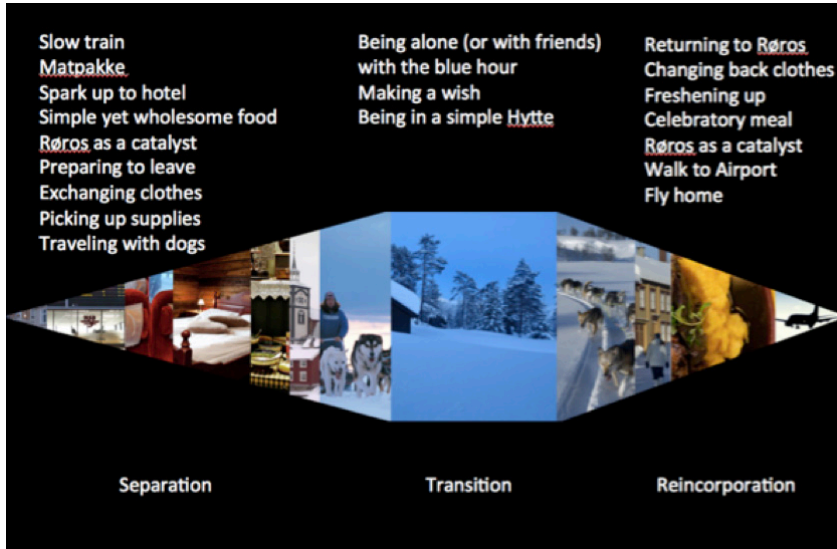 Slow train
Matpakke
Spark up to hotel
Simple yet wholesome food
Røros as a catalyst
Preparing to leave
Exchanging clothes
Picking up supplies
Traveling with dogs
Being alone (or with friends)
with the blue hour
Making a wish
Being in a simple Hytte
Returning to Røros
Changing back clothes
Freshening up
Celebratory meal
Røros as a catalyst
Walk to Airport
Fly home
Separation
Transition
Reincorporation